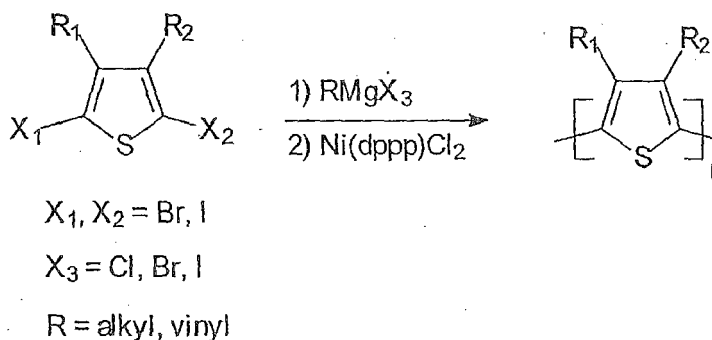 R₁ R₂ R₁ R₂
1) RMgX₃
X₁ S X₂ S
2) Ni(dppp)Cl₂
X₁, X₂ = Br, I
X₃ = Cl, Br, I
R = alkyl, vinyl